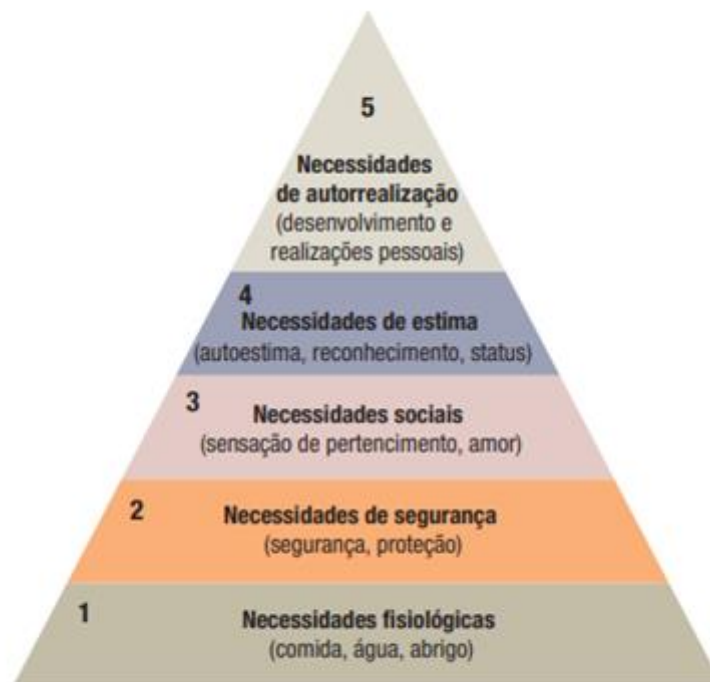 5
Necessidades
de autorrealização
(desenvolvimento e
realizações pessoais)
4
Necessidades de estima
(autoestima, reconhecimento, status)
3
Necessidades sociais
(sensação de pertencimento, amor)
2
Necessidades de segurança
(segurança, proteção)
1
Necessidades fisiológicas
(comida, água, abrigo)